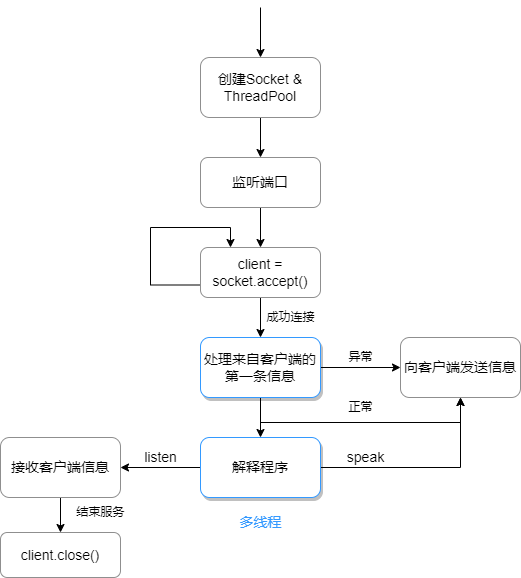 创建Socket &
ThreadPool
监听端口
client =
socket.accept()
成功连接
处理来自客户端的
第一条信息
异常
向客户端发送信息
正常
接收客户端信息
listen
解释程序
speak
结束服务
多线程
client.close()